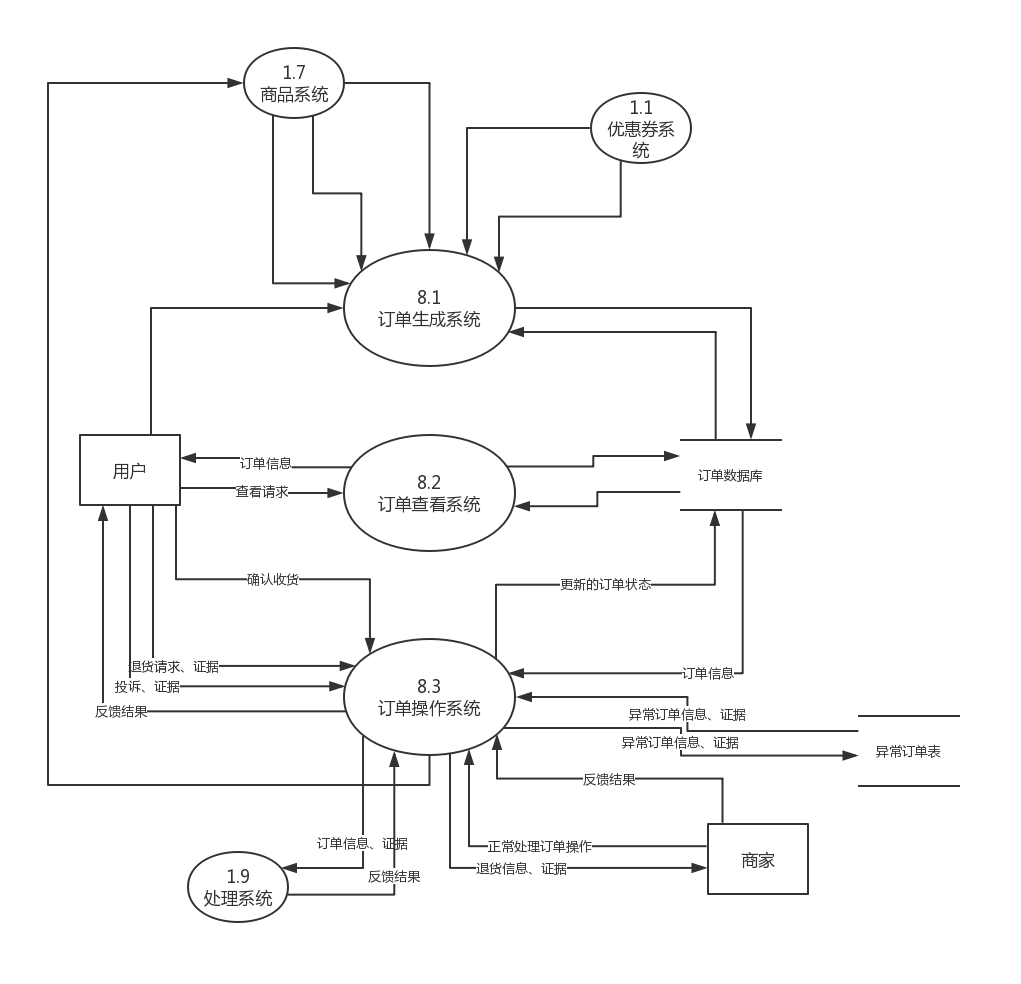 1.7
商品系统
1.1
优惠券系
统
8.1
订单生成系统
用户
订单信息
查看请求
8.2
订单查看系统
订单数据库
确认收货
更新的订单状态
退货请求、证据
投诉、证据
反馈结果
8.3
订单操作系统
订单信息
异常订单信息、证据
异常订单信息、证据
异常订单表
反馈结果
订单信息、证据
正常处理订单操作
退货信息、证据
商家
反馈结果
1.9
处理系统